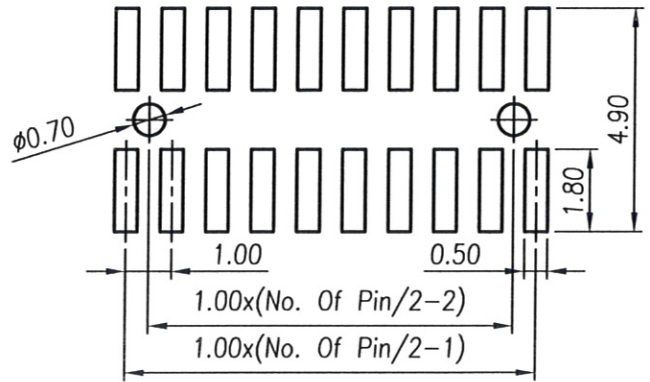 ϕ0.70
4.90
1.80
1.00
0.50
1.00x(No. Of Pin/2-2)
1.00x(No. Of Pin/2-1)